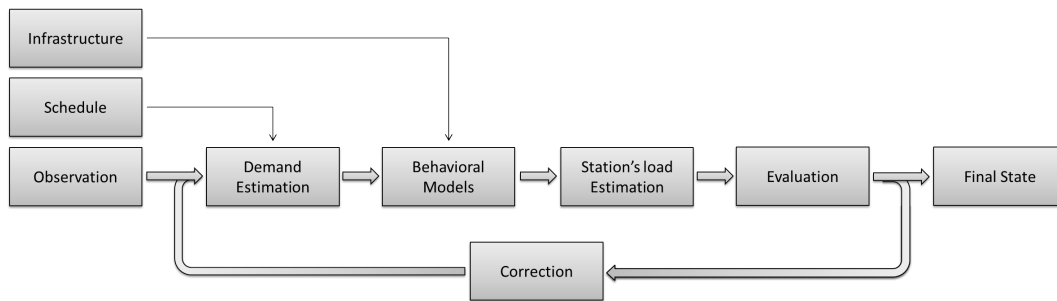 Infrastructure
Schedule
Observation
Demand
Estimation
Behavioral
Models
Station's load
Estimation
Evaluation
Final State
Correction